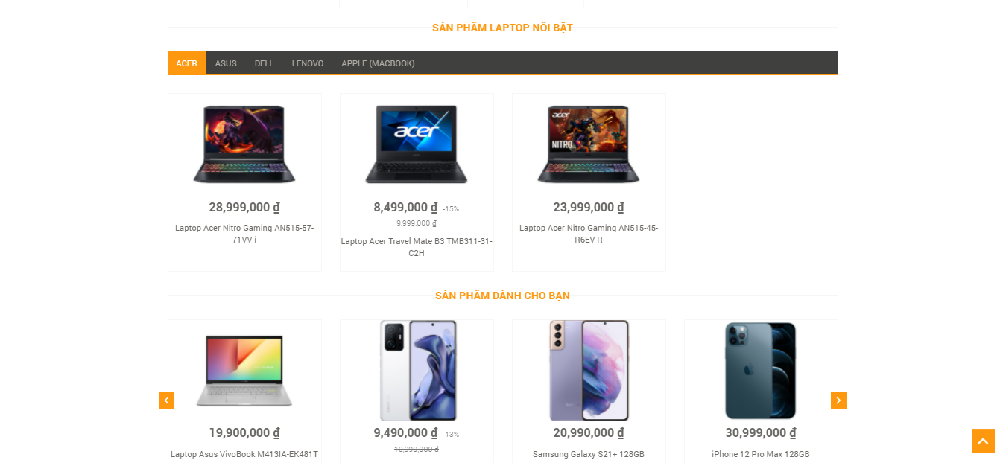 SẢN PHẨM LAPTOP NỔI BẬT
ACER ASUS DELL LENOVO APPLE (MACBOOK)
acer
acer
NITRO
28,999,000 ₫
8,499,000 ₫ -15%
23,999,000 ₫
9,999,000 ₫
Laptop Acer Nitro Gaming AN515-57-
71VV i
Laptop Acer Travel Mate B3 TMB311-31-
C2H
Laptop Acer Nitro Gaming AN515-45-
R6EV R
SẢN PHẨM DÀNH CHO BẠN
19,900,000 ₫
9,490,000 ₫ -13%
20,990,000 ₫
30,999,000 ₫
10,990,000 ₫
Laptop Asus VivoBook M413IA-EK481T
Samsung Galaxy S21+ 128GB
iPhone 12 Pro Max 128GB